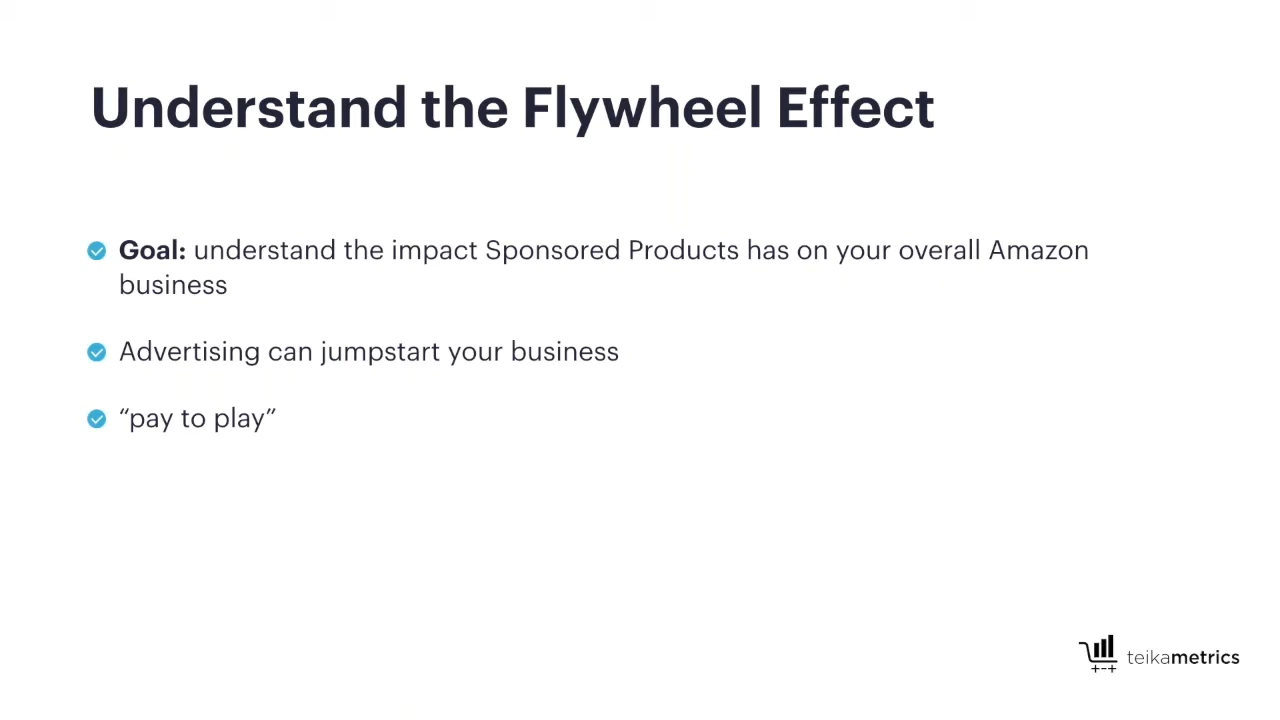 Understand the Flywheel Effect
Goal: understand the impact Sponsored Products has on your overall Amazon
business
Advertising can jumpstart your business
“pay to play”
teikametrics